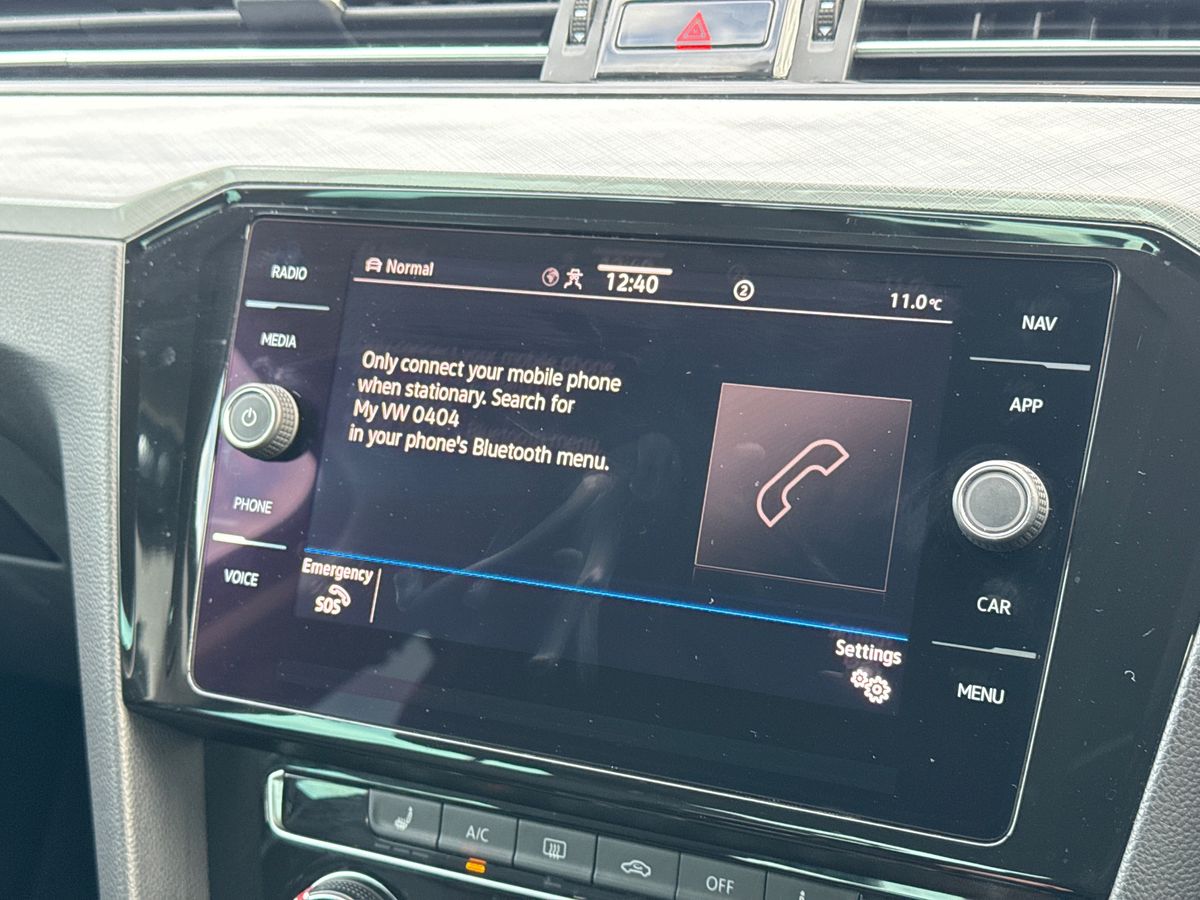 RADIO
Normal
12:40
2
11.0°C
NAV
MEDIA
Only connect your mobile phone
when stationary. Search for
My VW 0404
in your phone's Bluetooth menu.
APP
PHONE
VOICE
Emergency
SOS
CAR
Settings
MENU
A/C
OFF